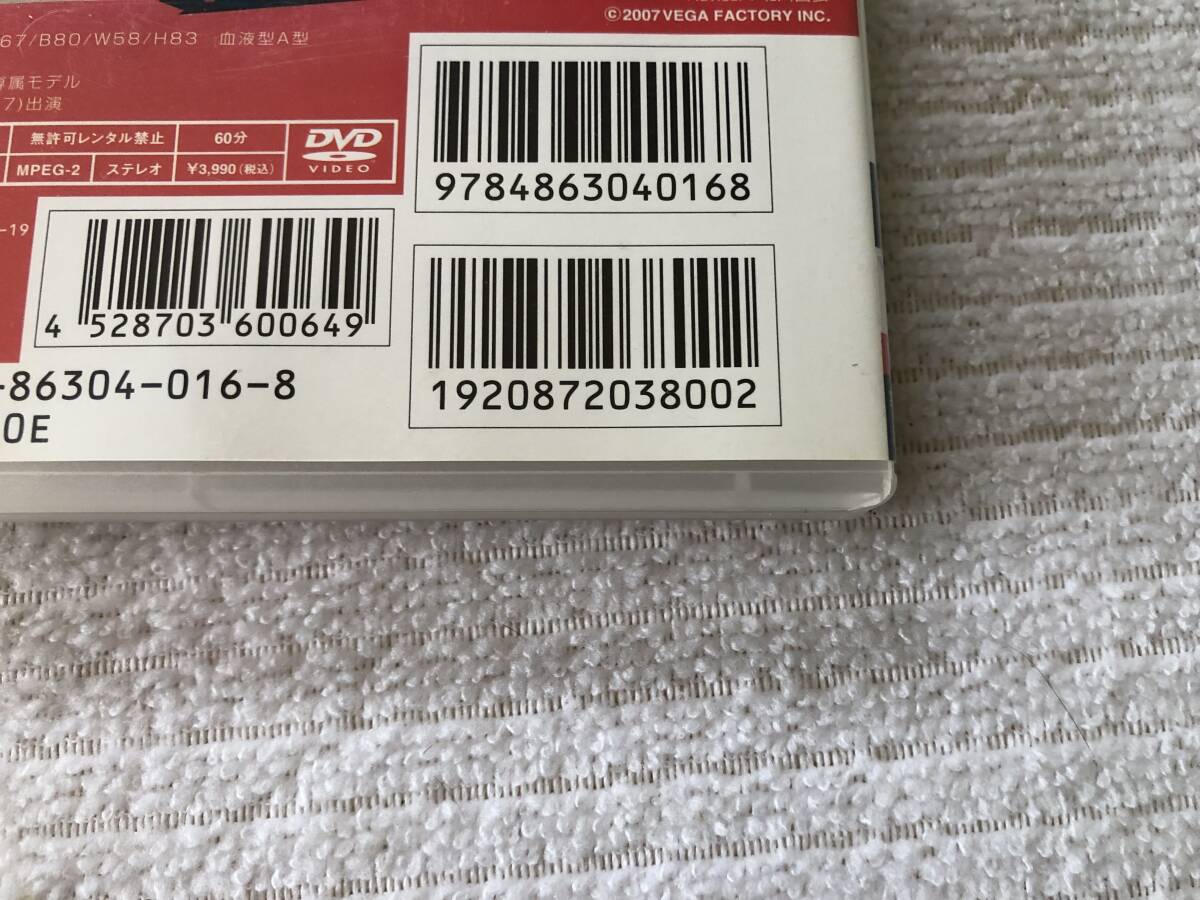 ©2007 VEGA FACTORY INC.
67/B80/W58/H83 血液型A型
専属モデル
7)出演
無許可レンタル禁止 60分
MPEG-2 ステレオ ¥3,990(税込)
DVD
VIDEO
9784863040168
-19
4 528703 600649
1920872038002
-86304-016-8
0E